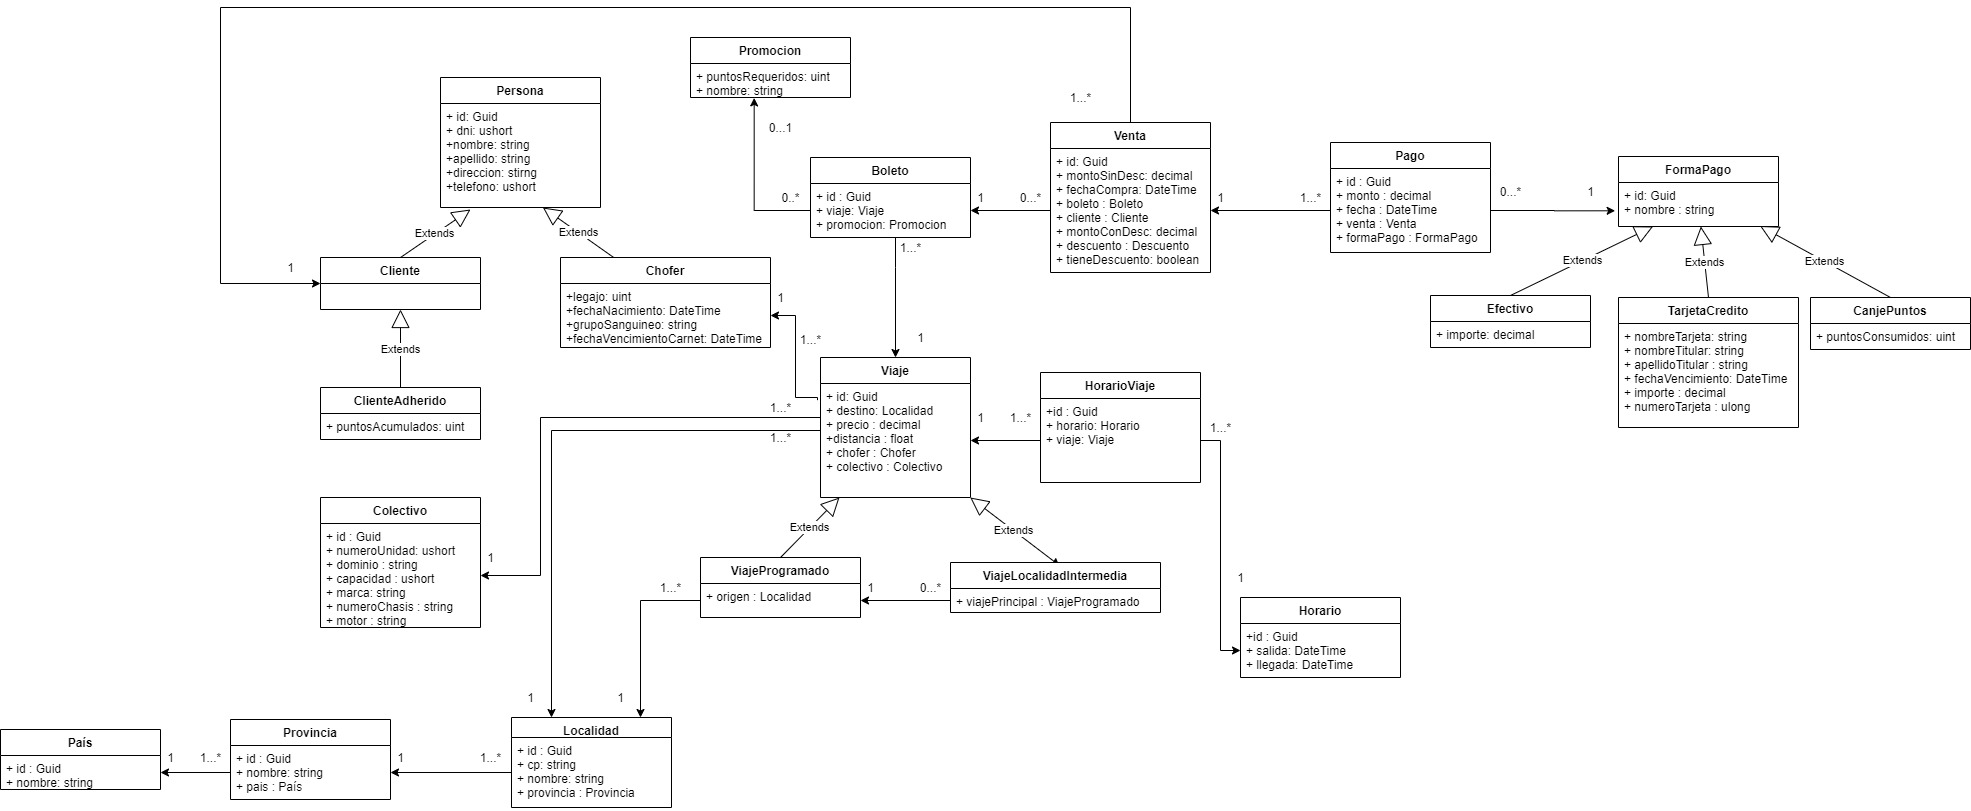 Promocion
+ puntosRequeridos: uint
+ nombre: string
0...1
Persona
+ id: Guid
+ dni: ushort
+nombre: string
+apellido: string
+direccion: stirng
+telefono: ushort
Extends
Extends
1
Cliente
Chofer
+legajo: uint
+fechaNacimiento: DateTime
+grupoSanguineo: string
+fechaVencimientoCarnet: DateTime
1
1...*
Extends
ClienteAdherido
+ puntosAcumulados: uint
1...*
Venta
+ id: Guid
+ montoSinDesc: decimal
+ fechaCompra: DateTime
+ boleto : Boleto
+ cliente : Cliente
+ montoConDesc: decimal
+ descuento : Descuento
+ tieneDescuento: boolean
Boleto
+ id : Guid
+ viaje: Viaje
+ promocion: Promocion
0..*
1
0...*
1...*
1
1
1...*
Pago
+ id : Guid
+ monto : decimal
+ fecha : DateTime
+ venta : Venta
+ formaPago : FormaPago
0...*
1
FormaPago
+ id: Guid
+ nombre : string
Extends
Extends
Extends
Efectivo
+ importe: decimal
TarjetaCredito
+ nombreTarjeta: string
+ nombreTitular: string
+ apellidoTitular : string
+ fechaVencimiento: DateTime
+ importe : decimal
+ numeroTarjeta : ulong
CanjePuntos
+ puntosConsumidos: uint
Viaje
+ id: Guid
+ destino: Localidad
+ precio : decimal
+distancia : float
+ chofer : Chofer
+ colectivo : Colectivo
1...*
1...*
1
1...*
HorarioViaje
+id : Guid
+ horario: Horario
+ viaje: Viaje
1...*
1
Horario
+id : Guid
+ salida: DateTime
+ llegada: DateTime
Colectivo
+ id : Guid
+ numeroUnidad: ushort
+ dominio : string
+ capacidad : ushort
+ marca: string
+ numeroChasis : string
+ motor : string
1
Extends
Extends
ViajeProgramado
+ origen : Localidad
1...*
1
0...*
ViajeLocalidadIntermedia
+ viajePrincipal : ViajeProgramado
1
1
Localidad
+ id : Guid
+ cp: string
+ nombre: string
+ provincia : Provincia
1
1...*
Provincia
+ id : Guid
+ nombre: string
+ pais : País
1
1...*
País
+ id : Guid
+ nombre: string